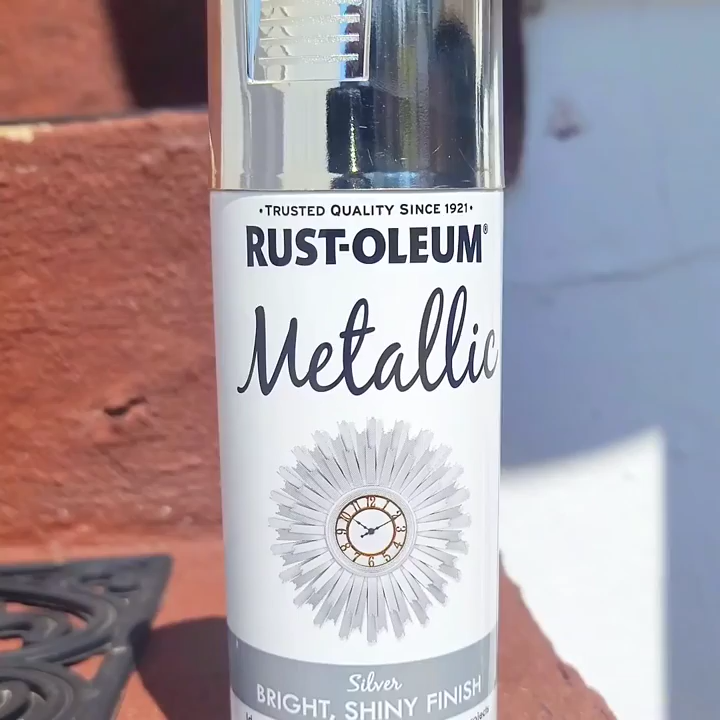 •TRUSTED QUALITY SINCE 1921•
RUST-OLEUM®
Metallic
Silver
BRIGHT, SHINY FINISH